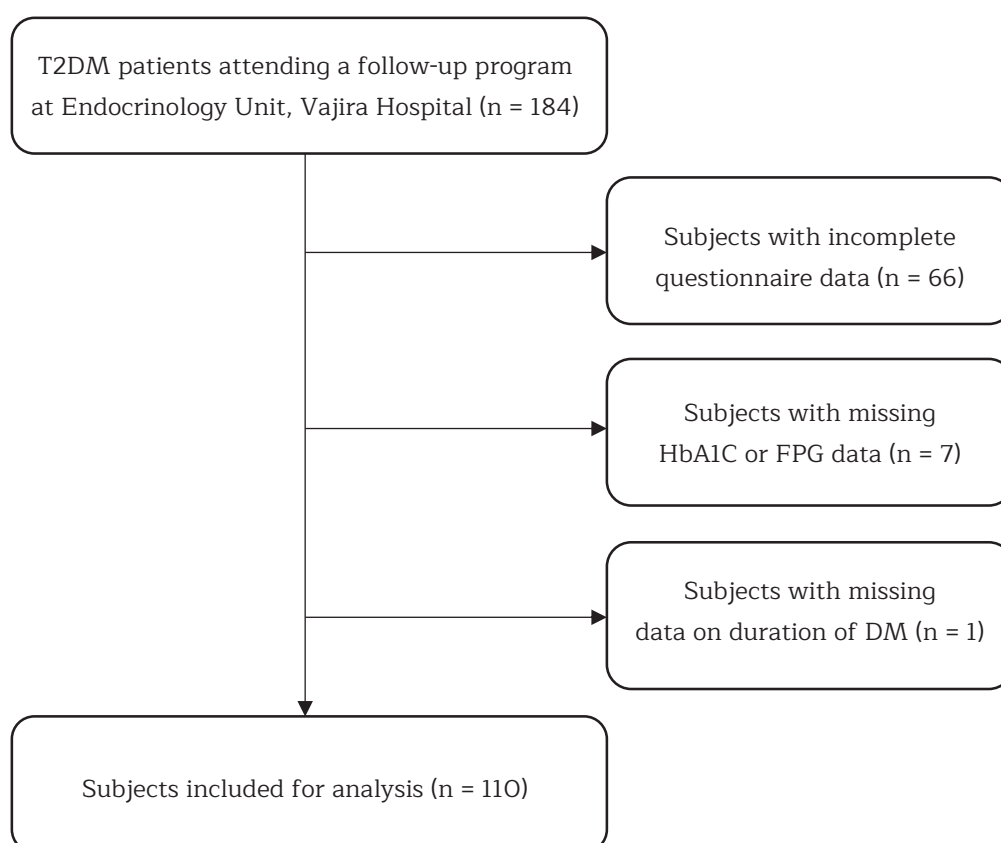 T2DM patients attending a follow-up program
at Endocrinology Unit, Vajira Hospital (n = 184)
Subjects with incomplete
questionnaire data (n = 66)
Subjects with missing
HbA1C or FPG data (n = 7)
Subjects with missing
data on duration of DM (n = 1)
Subjects included for analysis (n = 110)